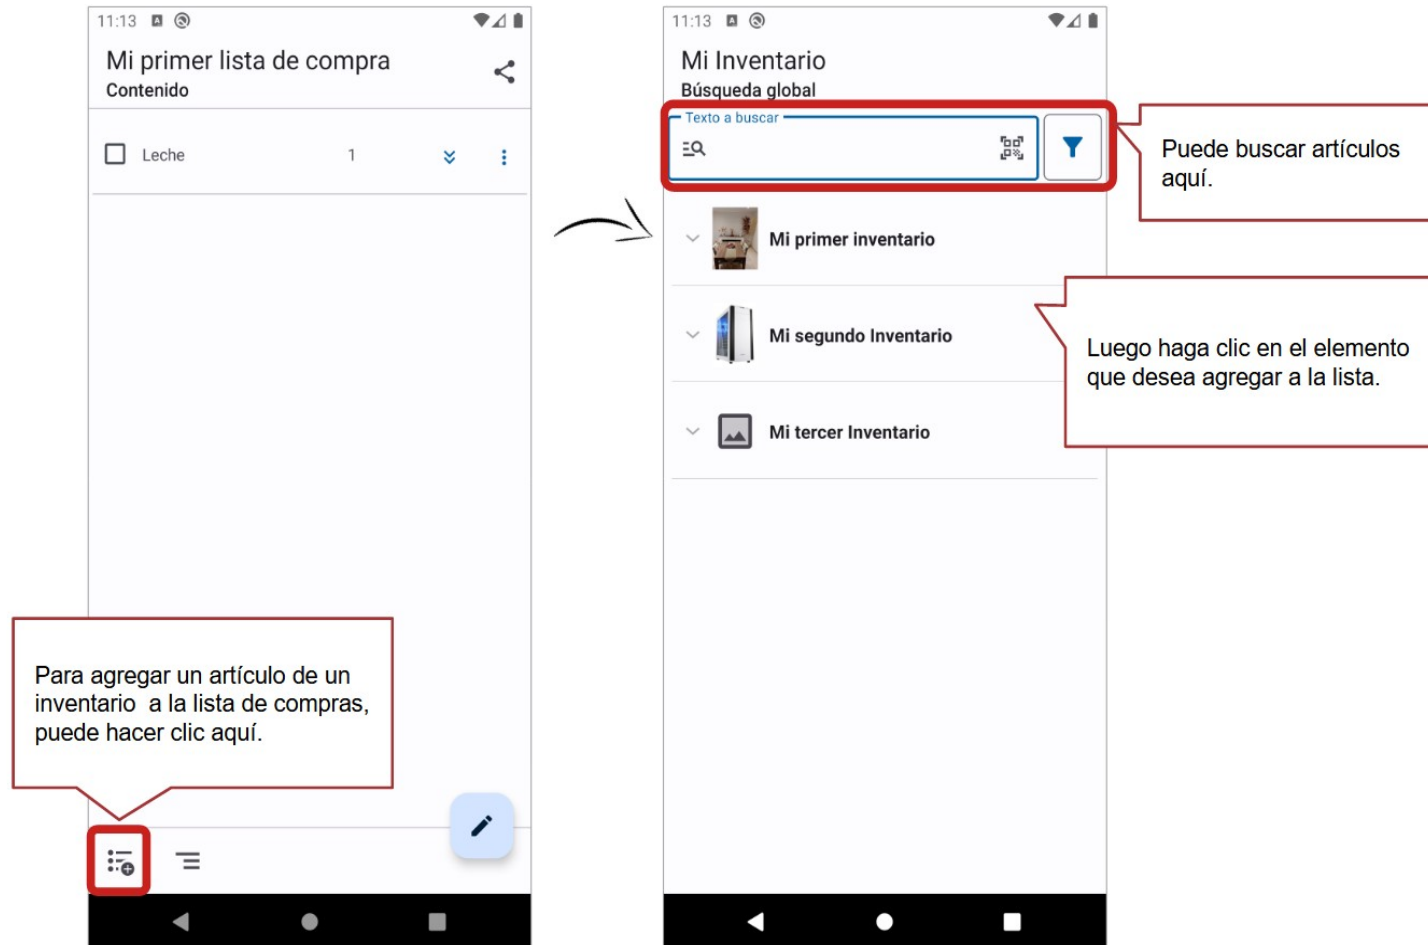 11:13
Mi primer lista de compra
Contenido
Leche 1
Para agregar un artículo de un
inventario a la lista de compras,
puede hacer clic aquí.
11:13
Mi Inventario
Búsqueda global
Texto a buscar
Mi primer inventario
Mi segundo Inventario
Mi tercer Inventario
Puede buscar artículos
aquí.
Luego haga clic en el elemento
que desea agregar a la lista.